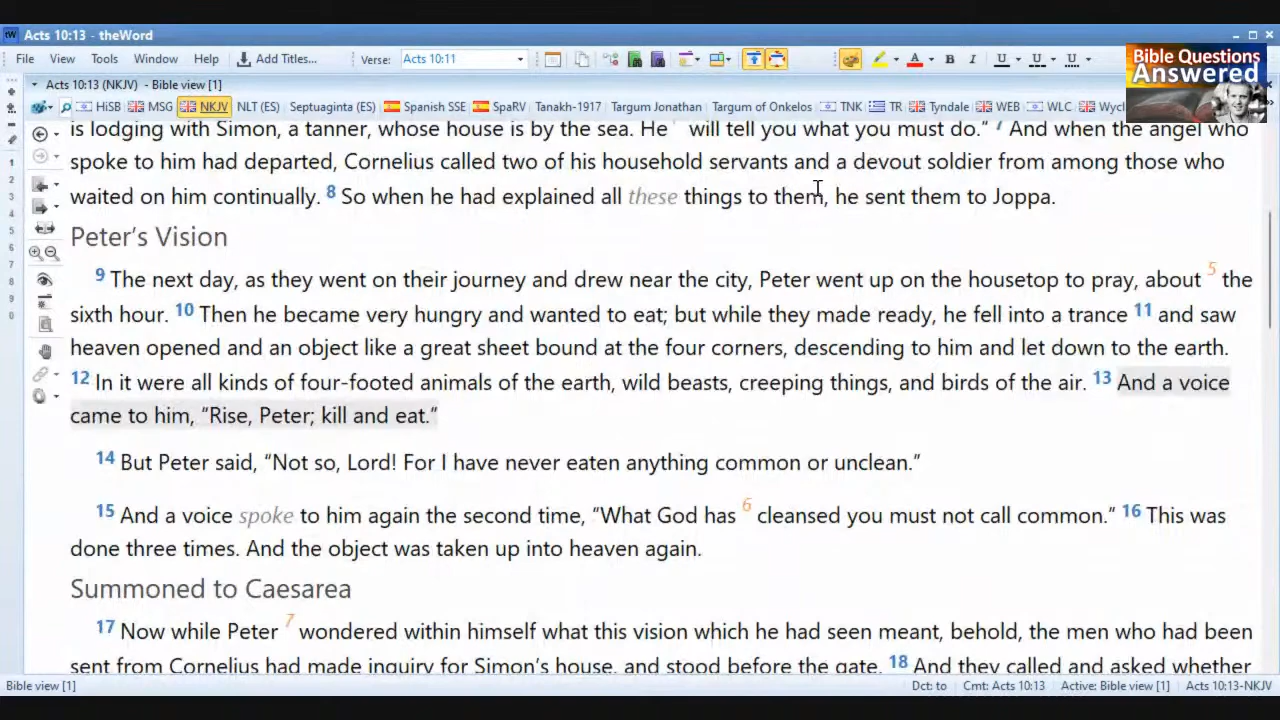 Acts 10:13 - theWord
File View Tools Window Help Add Titles... Verse: Acts 10:11
Bible Questions
Answered
Acts 10:13 (NKJV) - Bible view [1]
HiSB MSG NKJV NLT (ES) Septuaginta (ES) Spanish SSE SpaRV Tanakh-1917 Targum Jonathan Targum of Onkelos TNK TR Tyndale WEB WLC Wycl
is lodging with Simon, a tanner, whose house is by the sea. He will tell you what you must do.” 7 And when the angel who
spoke to him had departed, Cornelius called two of his household servants and a devout soldier from among those who
waited on him continually. 8 So when he had explained all these things to them, he sent them to Joppa.
Peter’s Vision
9 The next day, as they went on their journey and drew near the city, Peter went up on the housetop to pray, about 5 the
sixth hour. 10 Then he became very hungry and wanted to eat; but while they made ready, he fell into a trance 11 and saw
heaven opened and an object like a great sheet bound at the four corners, descending to him and let down to the earth.
12 In it were all kinds of four-footed animals of the earth, wild beasts, creeping things, and birds of the air. 13 And a voice
came to him, “Rise, Peter; kill and eat.”
14 But Peter said, “Not so, Lord! For I have never eaten anything common or unclean.”
15 And a voice spoke to him again the second time, “What God has 6 cleansed you must not call common.” 16 This was
done three times. And the object was taken up into heaven again.
Summoned to Caesarea
17 Now while Peter 7 wondered within himself what this vision which he had seen meant, behold, the men who had been
sent from Cornelius had made inquiry for Simon’s house, and stood before the gate. 18 And they called and asked whether
Bible view [1] Dct: to Cmt: Acts 10:13 Active: Bible view [1] Acts 10:13-NKJV